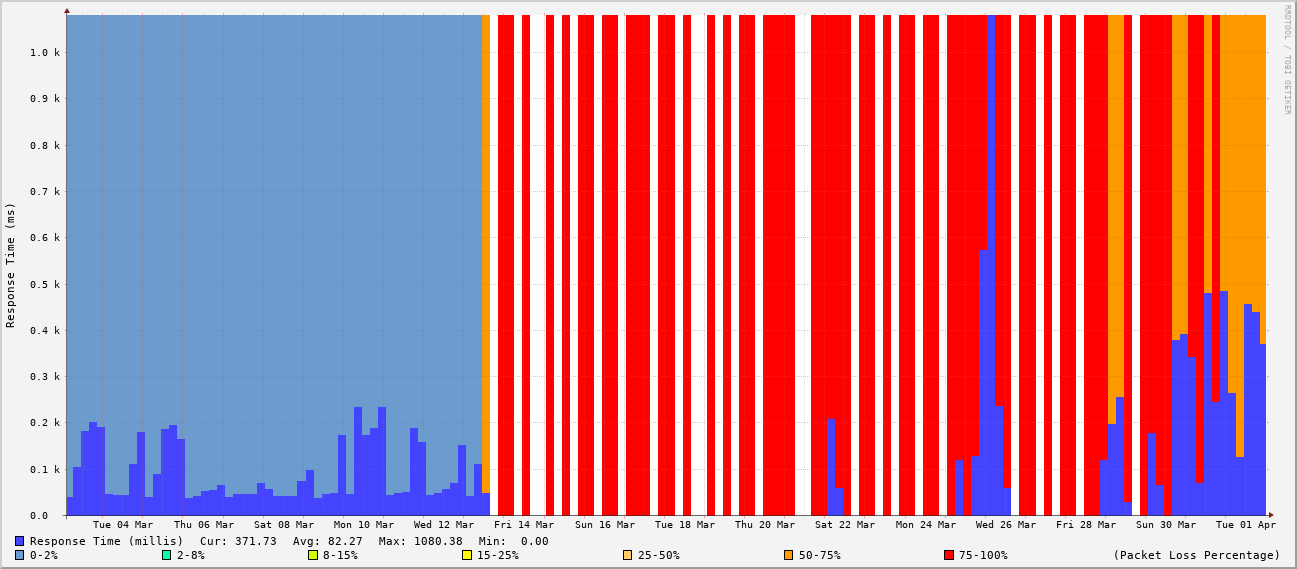 RRDTOOL / TOBI OETIKER
Response Time (ms)
1.0 k
0.9 k
0.8 k
0.7 k
0.6 k
0.5 k
0.4 k
0.3 k
0.2 k
0.1 k
0.0
Tue 04 Mar Thu 06 Mar Sat 08 Mar Mon 10 Mar Wed 12 Mar Fri 14 Mar Sun 16 Mar Tue 18 Mar Thu 20 Mar Sat 22 Mar Mon 24 Mar Wed 26 Mar Fri 28 Mar Sun 30 Mar Tue 01 Apr
Response Time (millis) Cur: 371.73 Avg: 82.27 Max: 1080.38 Min: 0.00
0-2% 2-8% 8-15% 15-25% 25-50% 50-75% 75-100% (Packet Loss Percentage)